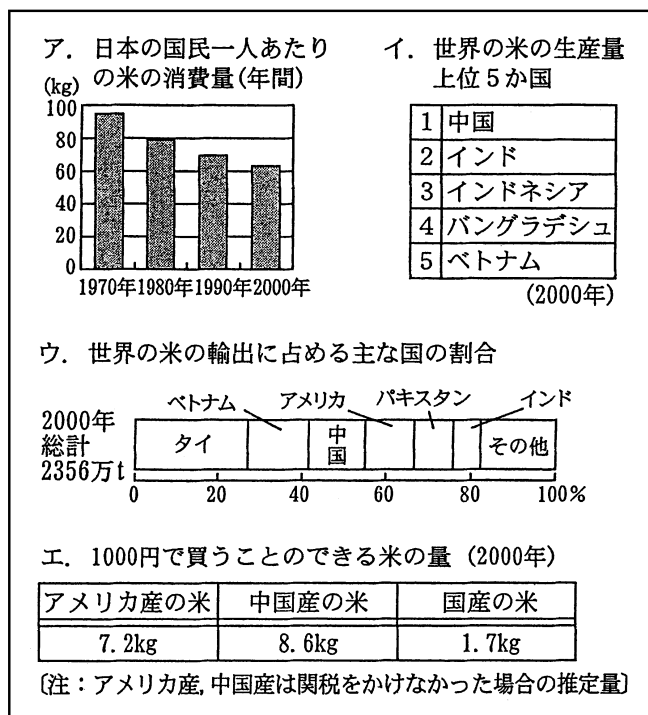 ア．日本の国民一人あたり
の米の消費量(年間)
(kg)
100
80
60
40
20
0
1970年 1980年 1990年 2000年
イ．世界の米の生産量
上位5か国
1 中国
2 インド
3 インドネシア
4 バングラデシュ
5 ベトナム
(2000年)
ウ．世界の米の輸出に占める主な国の割合
ベトナム アメリカ パキスタン インド
2000年
総計
2356万t
タイ 中国 その他
0 20 40 60 80 100%
エ．1000円で買うことのできる米の量（2000年）
アメリカ産の米 中国産の米 国産の米
7.2kg 8.6kg 1.7kg
〔注：アメリカ産,中国産は関税をかけなかった場合の推定量〕